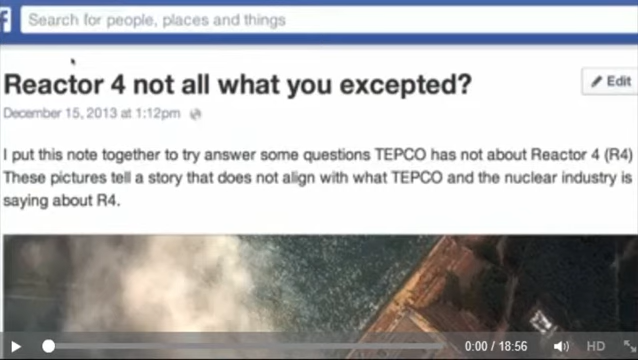 f
Search for people, places and things
Reactor 4 not all what you excepted?
Edit
December 15, 2013 at 1:12pm
I put this note together to try answer some questions TEPCO has not about Reactor 4 (R4)
These pictures tell a story that does not align with what TEPCO and the nuclear industry is
saying about R4.
0:00 / 18:56
HD